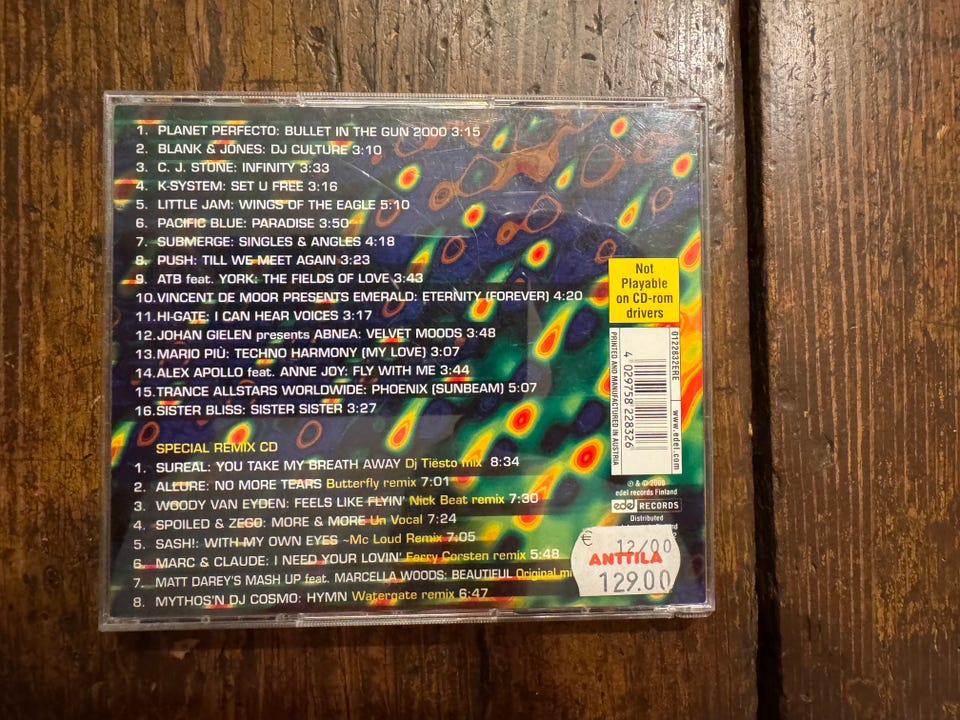 1. PLANET PERFECTO: BULLET IN THE GUN 2000 3:15
2. BLANK & JONES: DJ CULTURE 3:10
3. C. J. STONE: INFINITY 3:33
4. K-SYSTEM: SET U FREE 3:16
5. LITTLE JAM: WINGS OF THE EAGLE 5:10
6. PACIFIC BLUE: PARADISE 3:50
7. SUBMERGE: SINGLES & ANGLES 4:18
8. PUSH: TILL WE MEET AGAIN 3:23
9. ATB feat. YORK: THE FIELDS OF LOVE 3:43
10. VINCENT DE MOOR PRESENTS EMERALD: ETERNITY (FOREVER) 4:20
11. HI-GATE: I CAN HEAR VOICES 3:17
12. JOHAN GIELEN presents ABNEA: VELVET MOODS 3:48
13. MARIO PIÙ: TECHNO HARMONY (MY LOVE) 3:07
14. ALEX APOLLO feat. ANNE JOY: FLY WITH ME 3:44
15. TRANCE ALLSTARS WORLDWIDE: PHOENIX (SUNBEAM) 5:07
16. SISTER BLISS: SISTER SISTER 3:27
SPECIAL REMIX CD
1. SUREAL: YOU TAKE MY BREATH AWAY Dj Tiësto mix 8:34
2. ALLURE: NO MORE TEARS Butterfly remix 7:01
3. WOODY VAN EYDEN: FEELS LIKE FLYIN' Nick Beat remix 7:30
4. SPOILED & ZEGO: MORE & MORE Un Vocal 7:24
5. SASH!: WITH MY OWN EYES ~Mc Loud Remix 7:05
6. MARC & CLAUDE: I NEED YOUR LOVIN' Ferry Corsten remix 5:48
7. MATT DAREY'S MASH UP feat. MARCELLA WOODS: BEAUTIFUL Original mi
8. MYTHOS'N DJ COSMO: HYMN Watergate remix 6:47
Not
Playable
on CD-rom
drivers
0122832ERE
www.edel.com
4 029758 228326
PRINTED AND MANUFACTURED IN AUSTRIA
℗ & © 2000
edel records Finland
edel RECORDS
Distributed
€ 12/00
ANTTILA
129.00